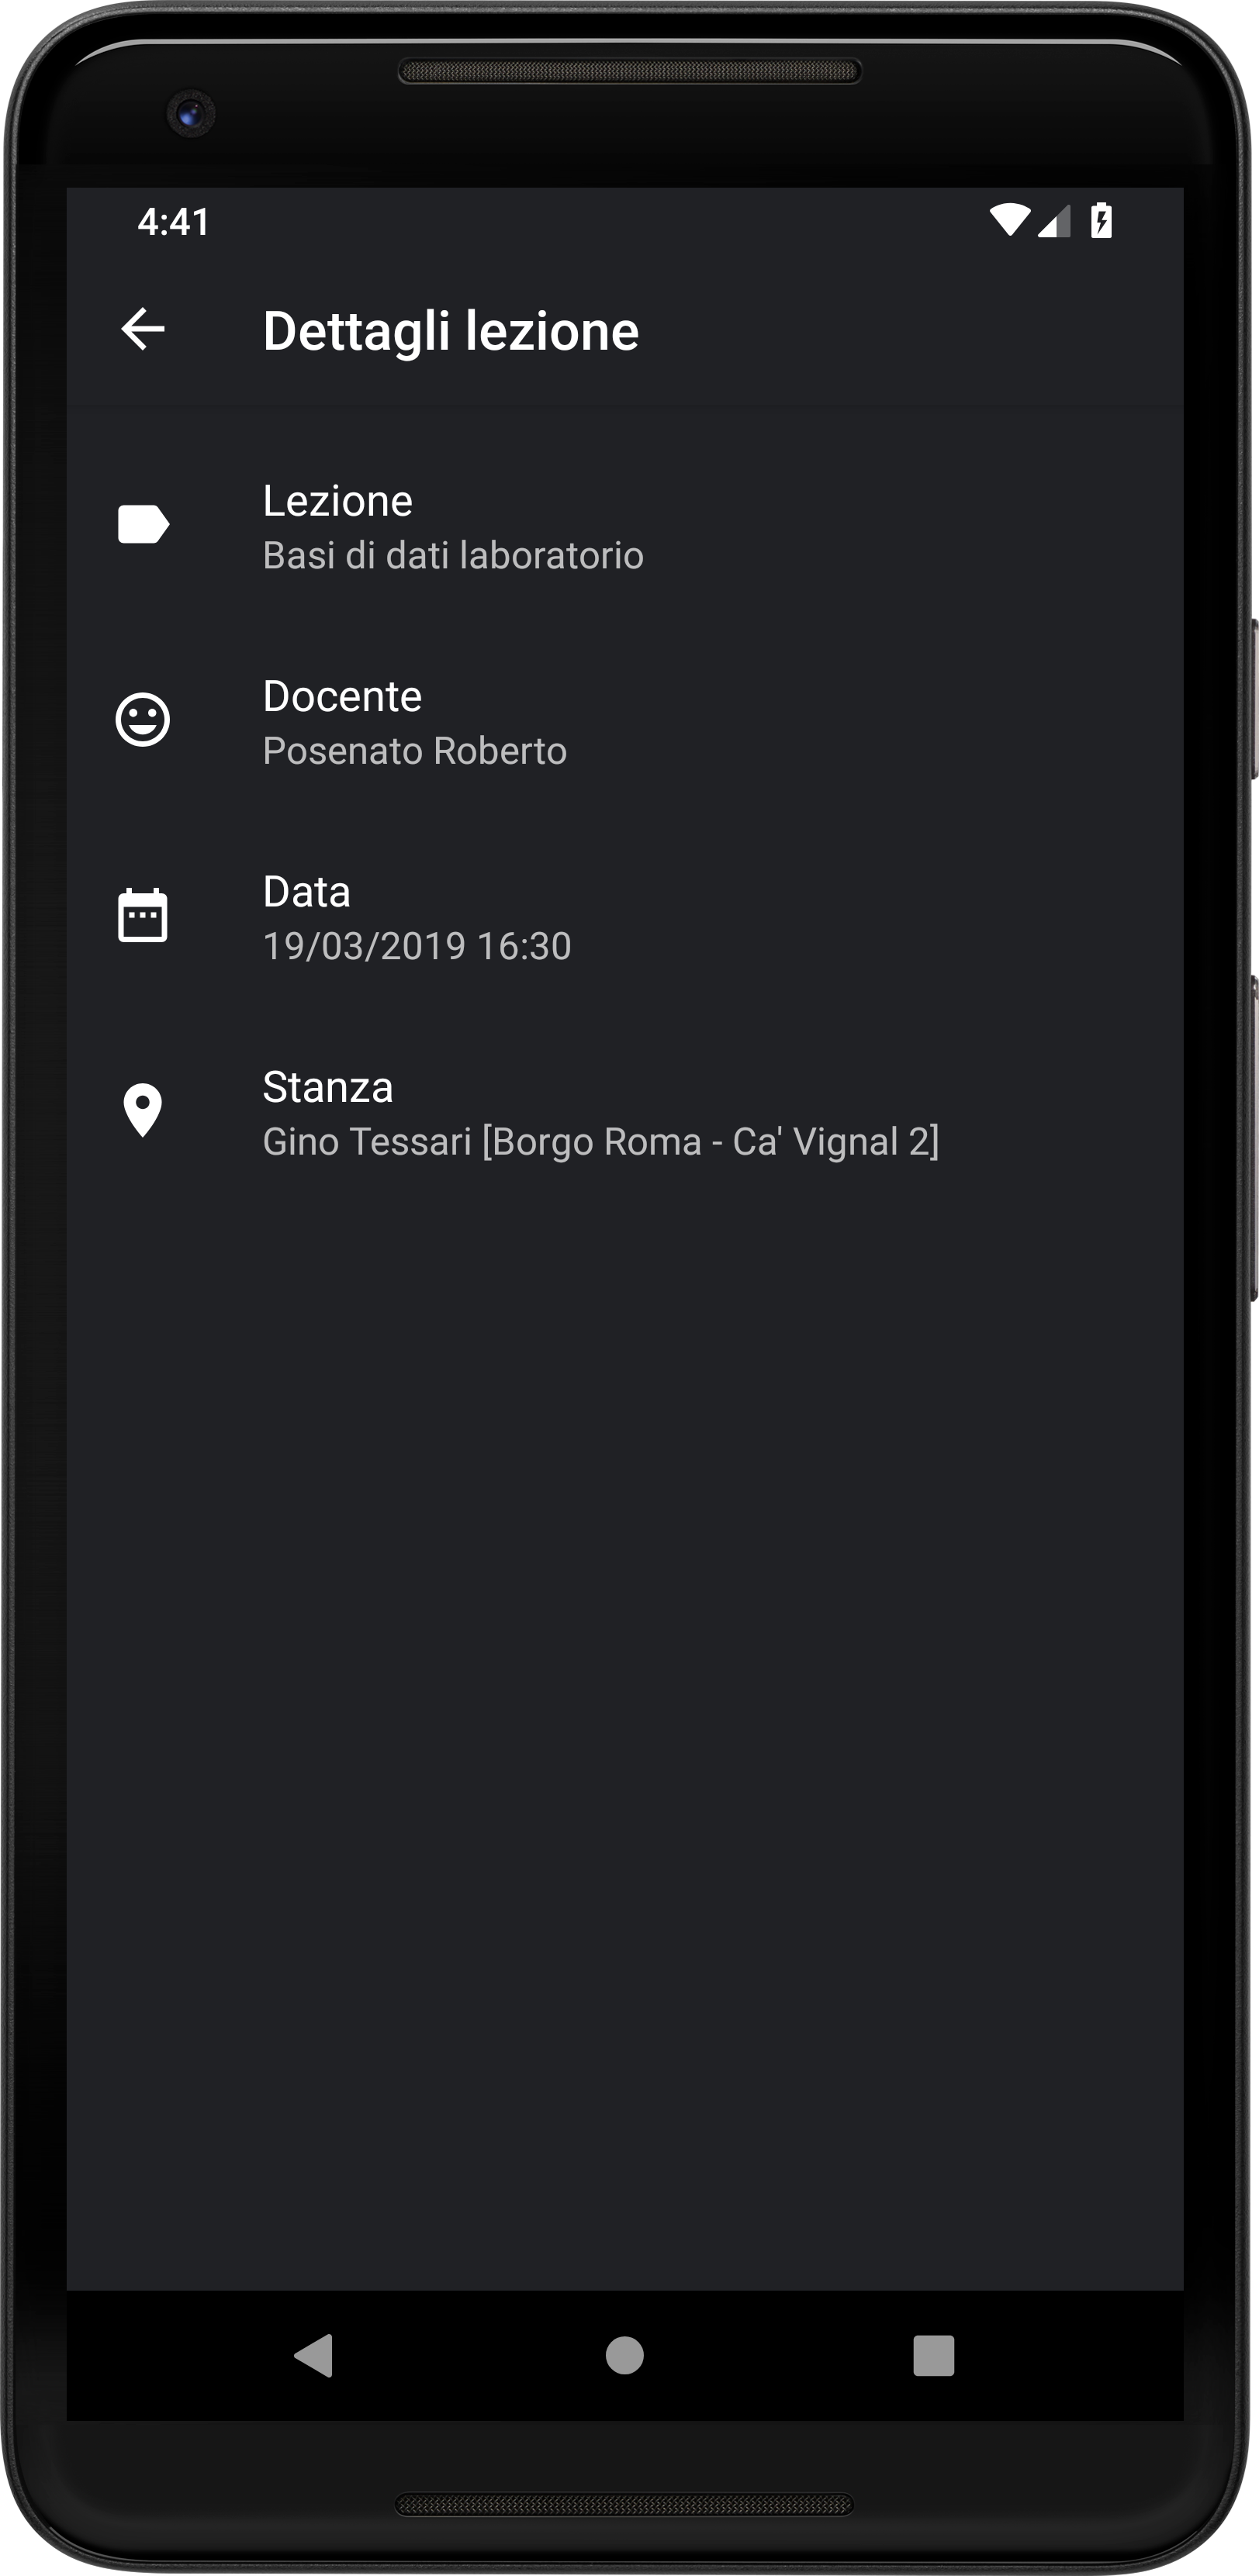 4:41
Dettagli lezione
Lezione
Basi di dati laboratorio
Docente
Posenato Roberto
Data
19/03/2019 16:30
Stanza
Gino Tessari [Borgo Roma - Ca' Vignal 2]